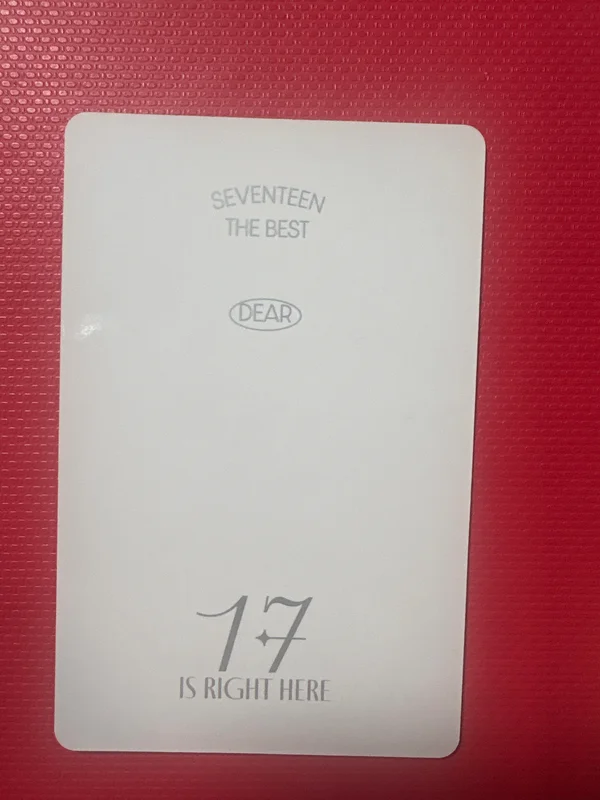 SEVENTEEN
THE BEST
DEAR
17
IS RIGHT HERE